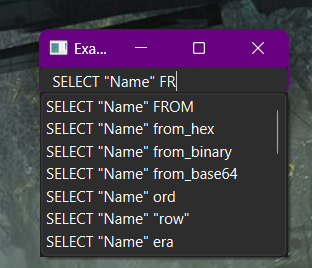 Exa...
SELECT "Name" FR
SELECT "Name" FROM
SELECT "Name" from_hex
SELECT "Name" from_binary
SELECT "Name" from_base64
SELECT "Name" ord
SELECT "Name" "row"
SELECT "Name" era